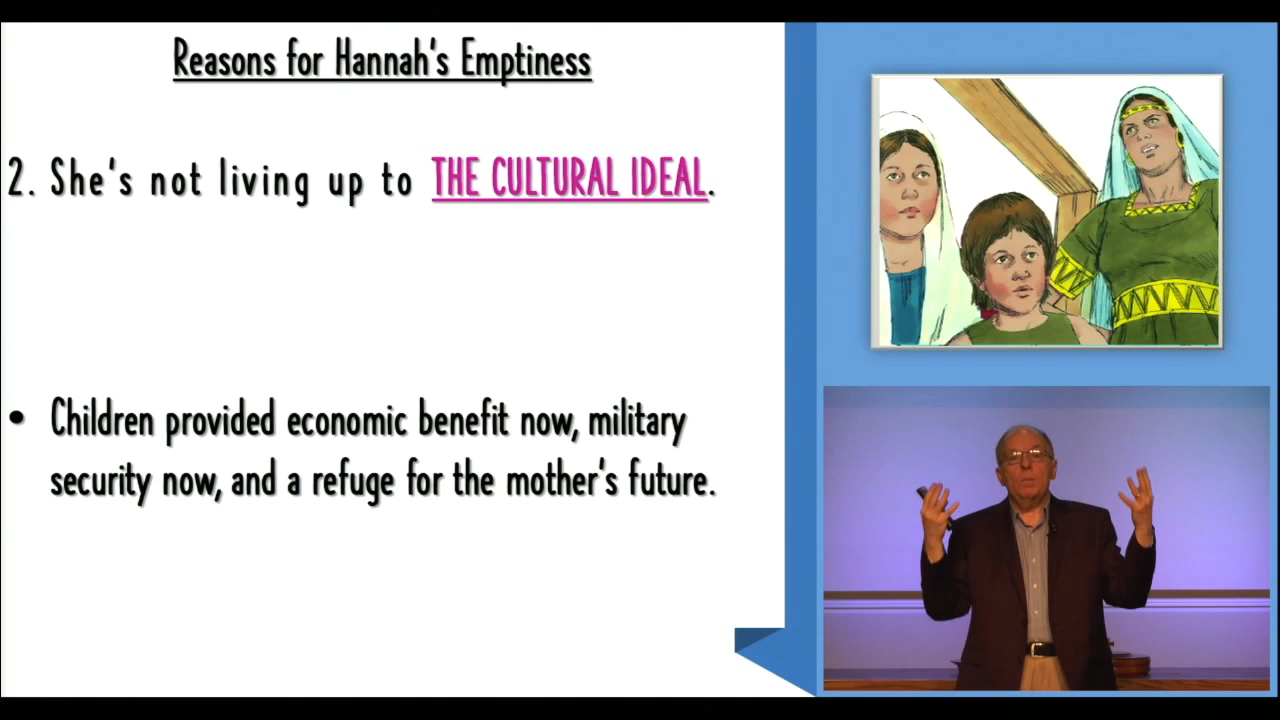 Reasons for Hannah's Emptiness
2. She's not living up to THE CULTURAL IDEAL.
• Children provided economic benefit now, military
security now, and a refuge for the mother's future.